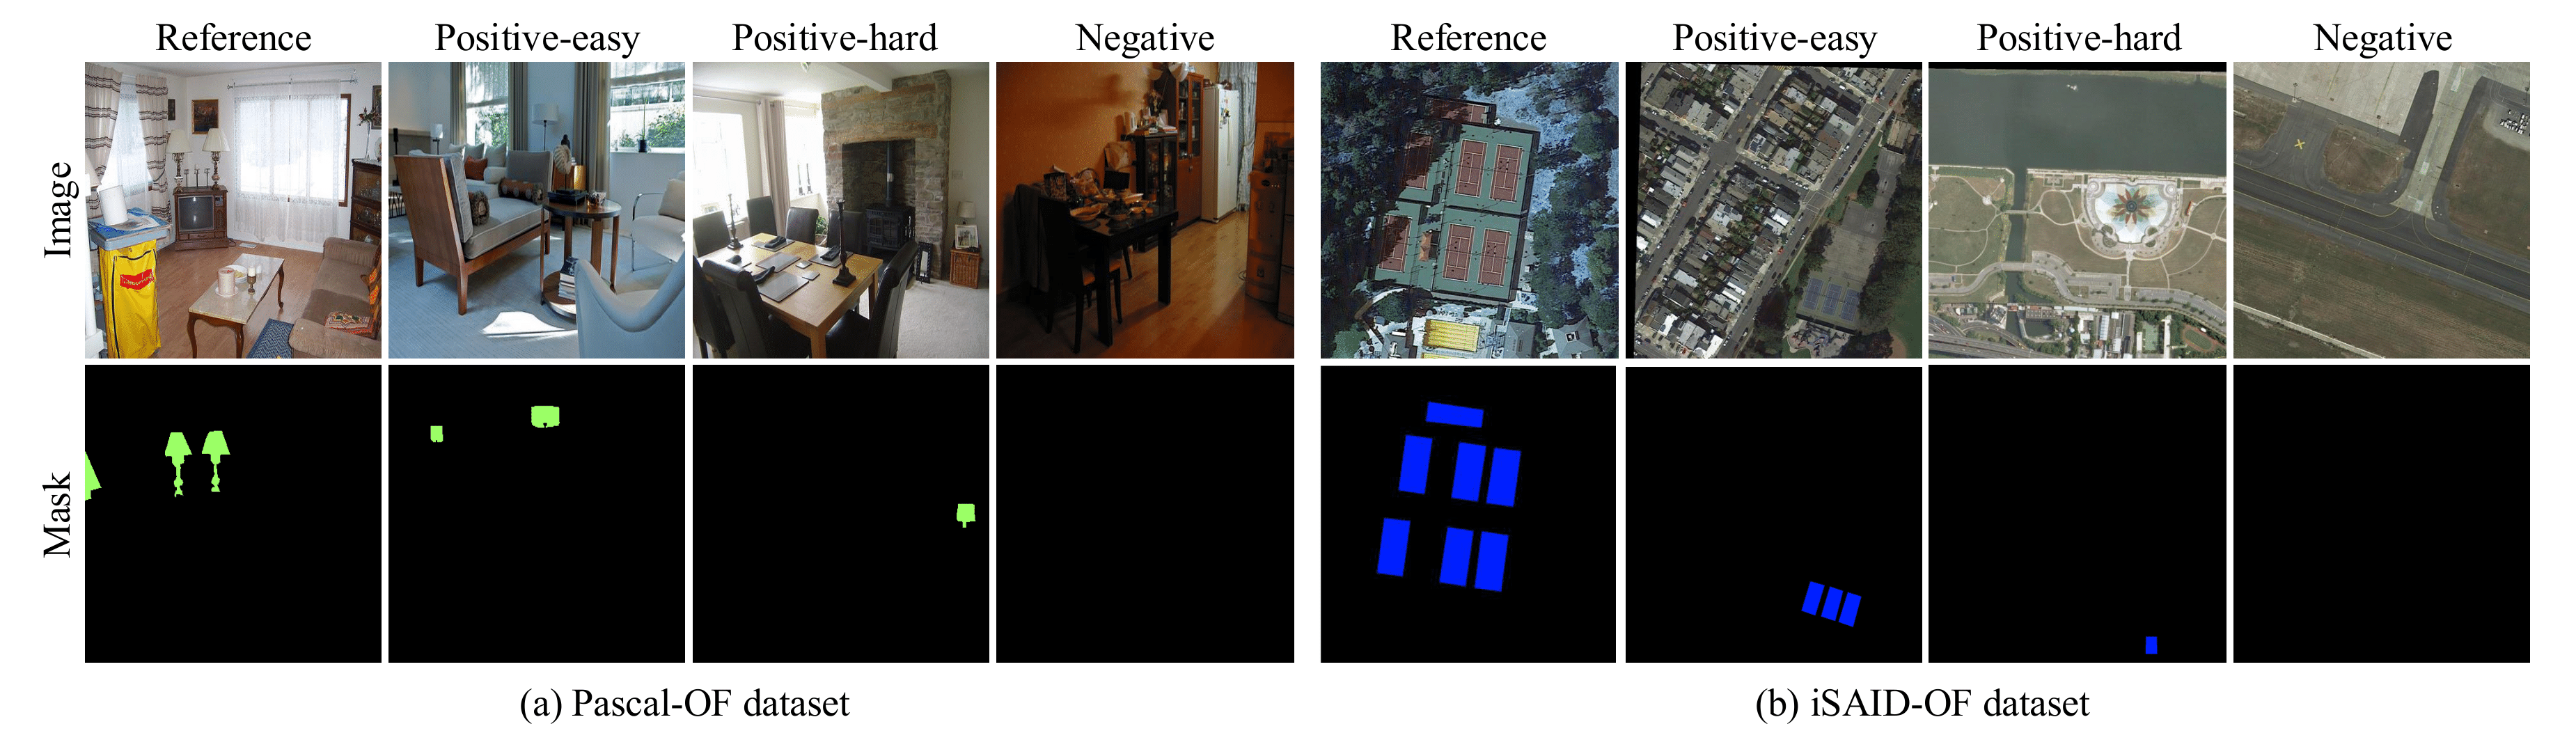 Reference Positive-easy Positive-hard Negative Reference Positive-easy Positive-hard Negative
Image
Mask
(a) Pascal-OF dataset
(b) iSAID-OF dataset